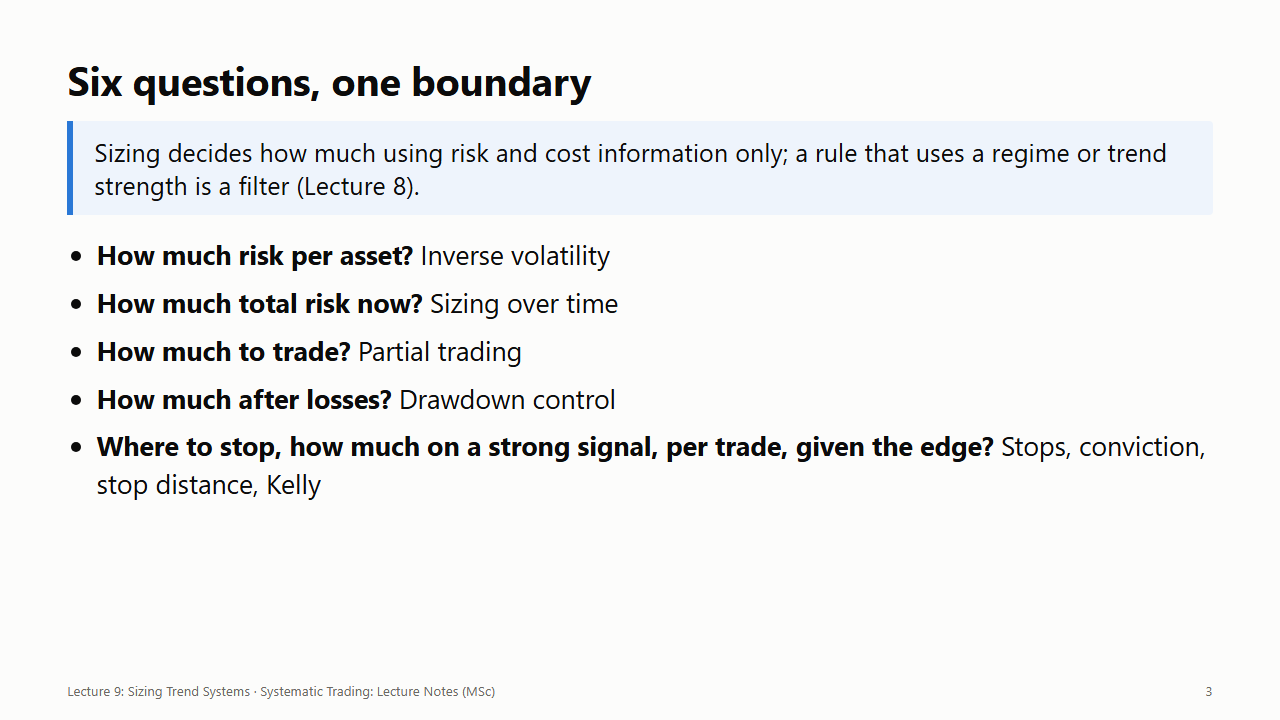 Six questions, one boundary
Sizing decides how much using risk and cost information only; a rule that uses a regime or trend
strength is a filter (Lecture 8).
• How much risk per asset? Inverse volatility
• How much total risk now? Sizing over time
• How much to trade? Partial trading
• How much after losses? Drawdown control
• Where to stop, how much on a strong signal, per trade, given the edge? Stops, conviction,
stop distance, Kelly
Lecture 9: Sizing Trend Systems · Systematic Trading: Lecture Notes (MSc)
3